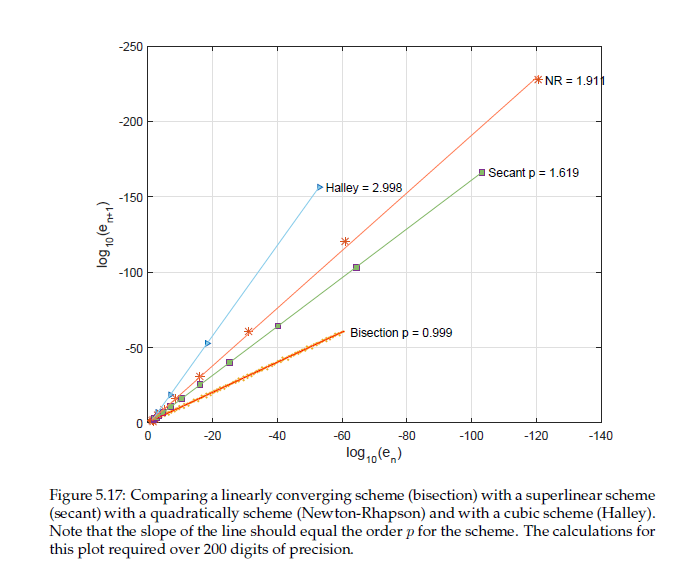 -250
-200
-150
-100
-50
0
0
-20
-40
-60
-80
-100
-120
-140
log10(en+1)
log10(en)
NR = 1.911
Secant p = 1.619
Halley = 2.998
Bisection p = 0.999
Figure 5.17: Comparing a linearly converging scheme (bisection) with a superlinear scheme
(secant) with a quadratically scheme (Newton-Rhapson) and with a cubic scheme (Halley).
Note that the slope of the line should equal the order p for the scheme. The calculations for
this plot required over 200 digits of precision.